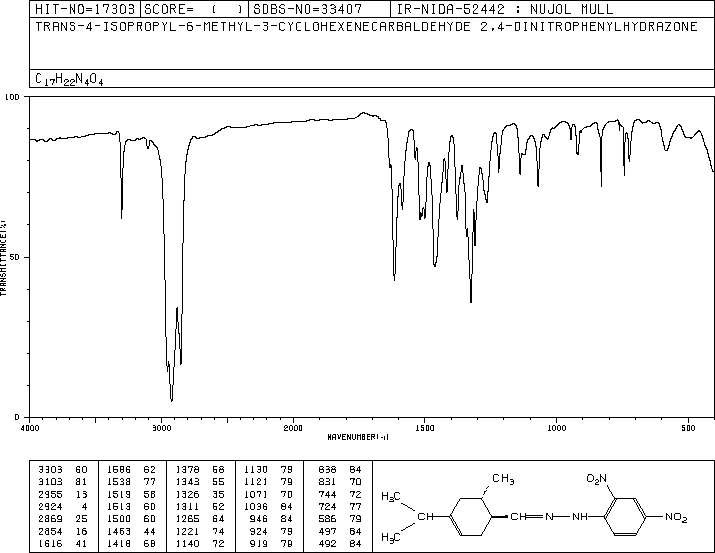 HIT-NO=17303 SCORE= ( ) SDBS-NO=33407 IR-NIDA-52442 : NUJOL MULL
TRANS-4-ISOPROPYL-6-METHYL-3-CYCLOHEXENECARBALDEHYDE 2,4-DINITROPHENYLHYDRAZONE
C17H22N4O4
100
50
0
TRANSMITTANCE(%)
4000 3000 2000 1500 1000 500
WAVENUMBER(-1)
3303 60 1586 62 1378 58 1130 79 838 84
3103 81 1538 77 1343 55 1121 79 831 70
2955 13 1519 58 1326 35 1071 70 744 72
2924 4 1513 60 1311 52 1036 84 724 77
2869 25 1500 60 1265 64 946 84 586 79
2854 16 1463 44 1221 74 924 79 497 84
1616 41 1418 68 1140 72 919 79 492 84
CH3
NO2
H3C
CH
CH
N
NH
NO2
H3C